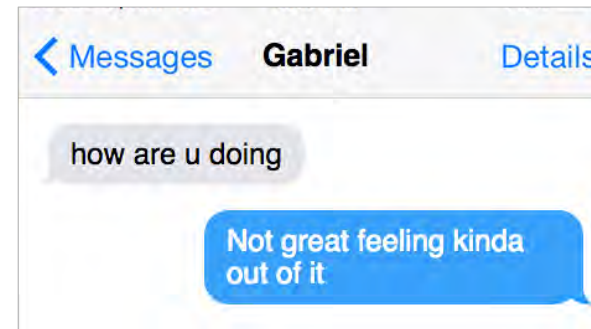 Messages Gabriel Details
how are u doing
Not great feeling kinda
out of it